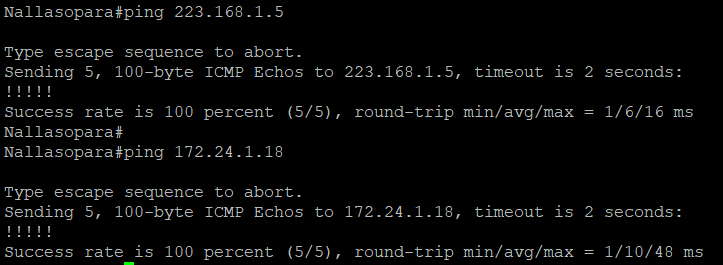 Nallasopara#ping 223.168.1.5
Type escape sequence to abort.
Sending 5, 100-byte ICMP Echos to 223.168.1.5, timeout is 2 seconds:
!!!!!
Success rate is 100 percent (5/5), round-trip min/avg/max = 1/6/16 ms
Nallasopara#
Nallasopara#ping 172.24.1.18
Type escape sequence to abort.
Sending 5, 100-byte ICMP Echos to 172.24.1.18, timeout is 2 seconds:
!!!!!
Success rate is 100 percent (5/5), round-trip min/avg/max = 1/10/48 ms